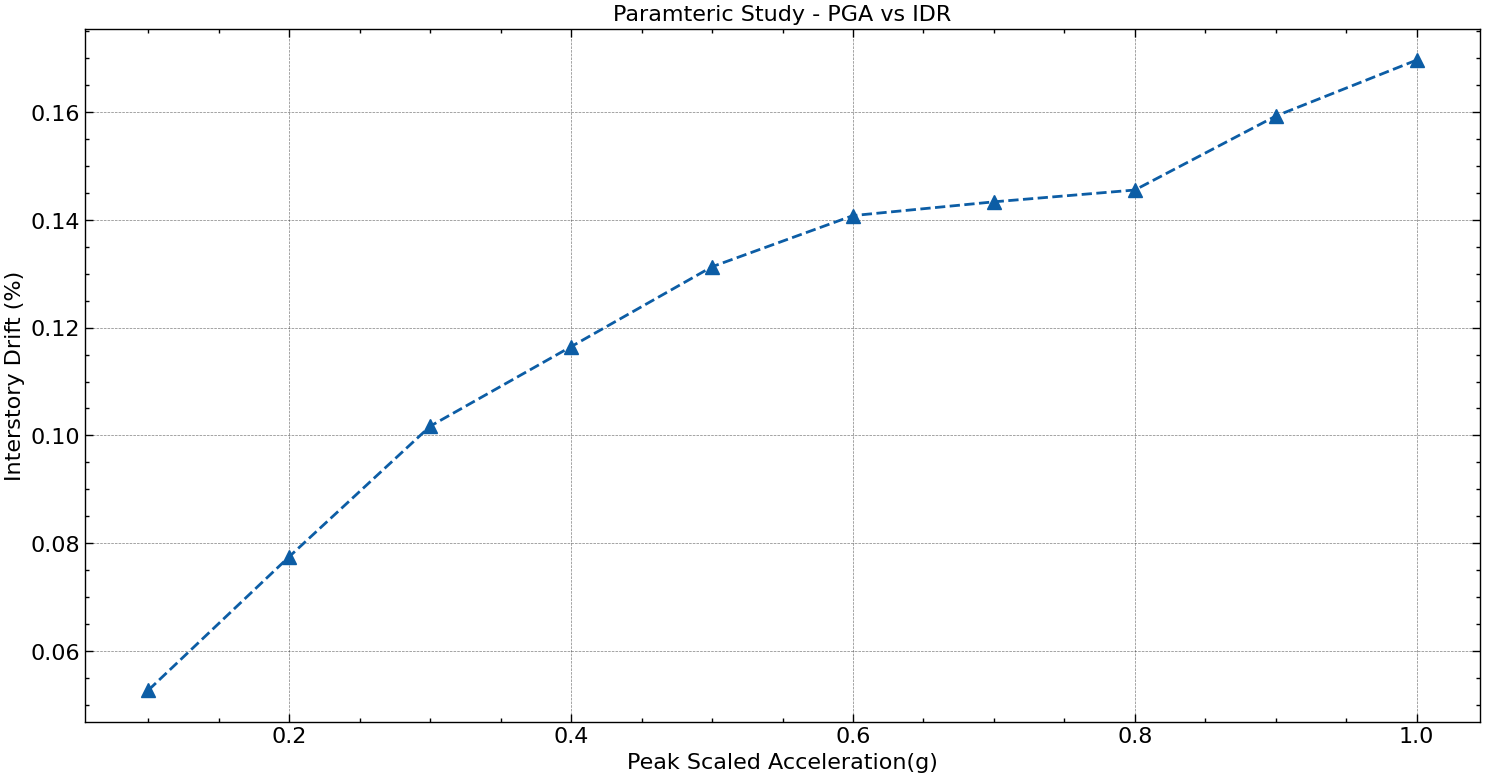 Paramteric Study - PGA vs IDR
0.16
0.14
0.12
0.10
0.08
0.06
Interstory Drift (%)
0.2 0.4 0.6 0.8 1.0
Peak Scaled Acceleration(g)